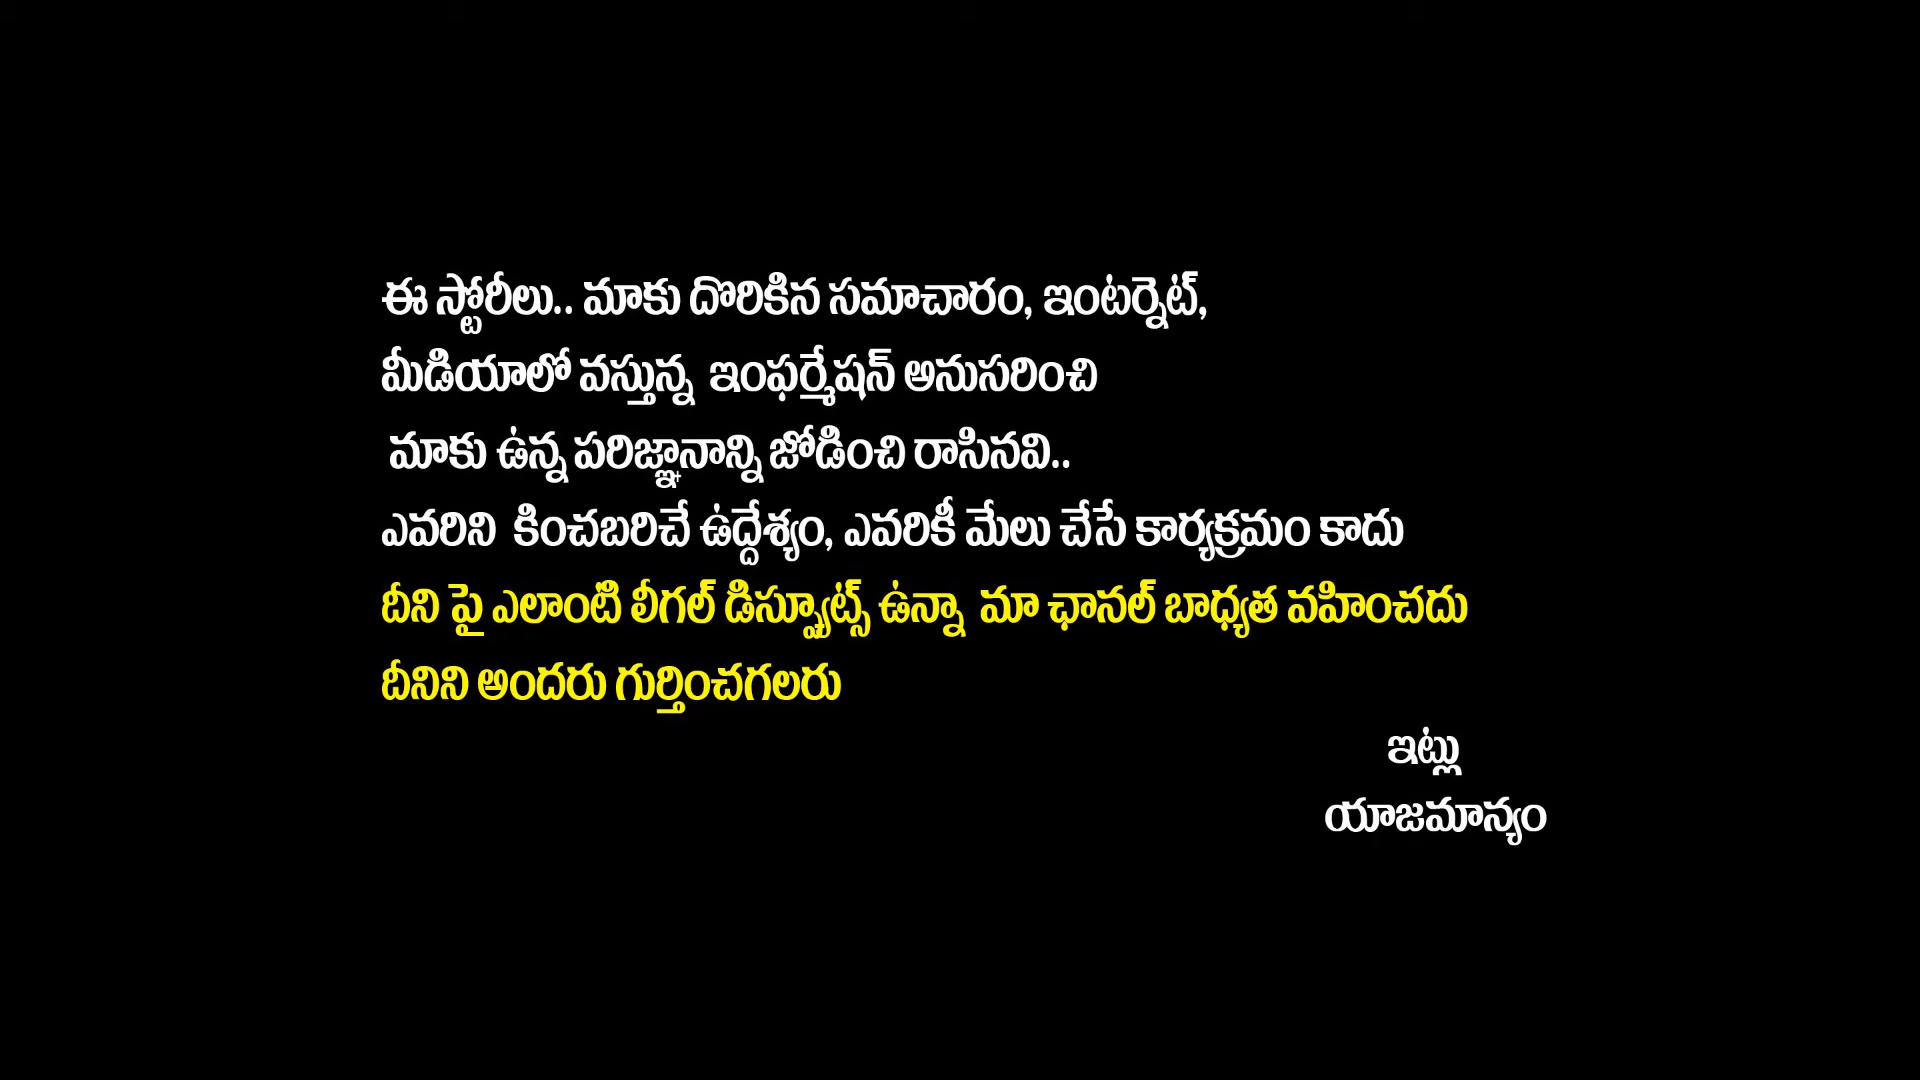 ఈ స్టోరీలు.. మాకు దొరికిన సమాచారం, ఇంటర్నెట్,
మీడియాలో వస్తున్న ఇంఫర్మేషన్ అనుసరించి
మాకు ఉన్న పరిజ్ఞానాన్ని జోడించి రాసినవి..
ఎవరిని కించబరిచే ఉద్దేశ్యం, ఎవరికీ మేలు చేసే కార్యక్రమం కాదు
దీని పై ఎలాంటి లీగల్ డిస్ప్యూట్స్ ఉన్నా మా ఛానల్ బాధ్యత వహించదు
దీనిని అందరు గుర్తించగలరు
ఇట్లు
యాజమాన్యం